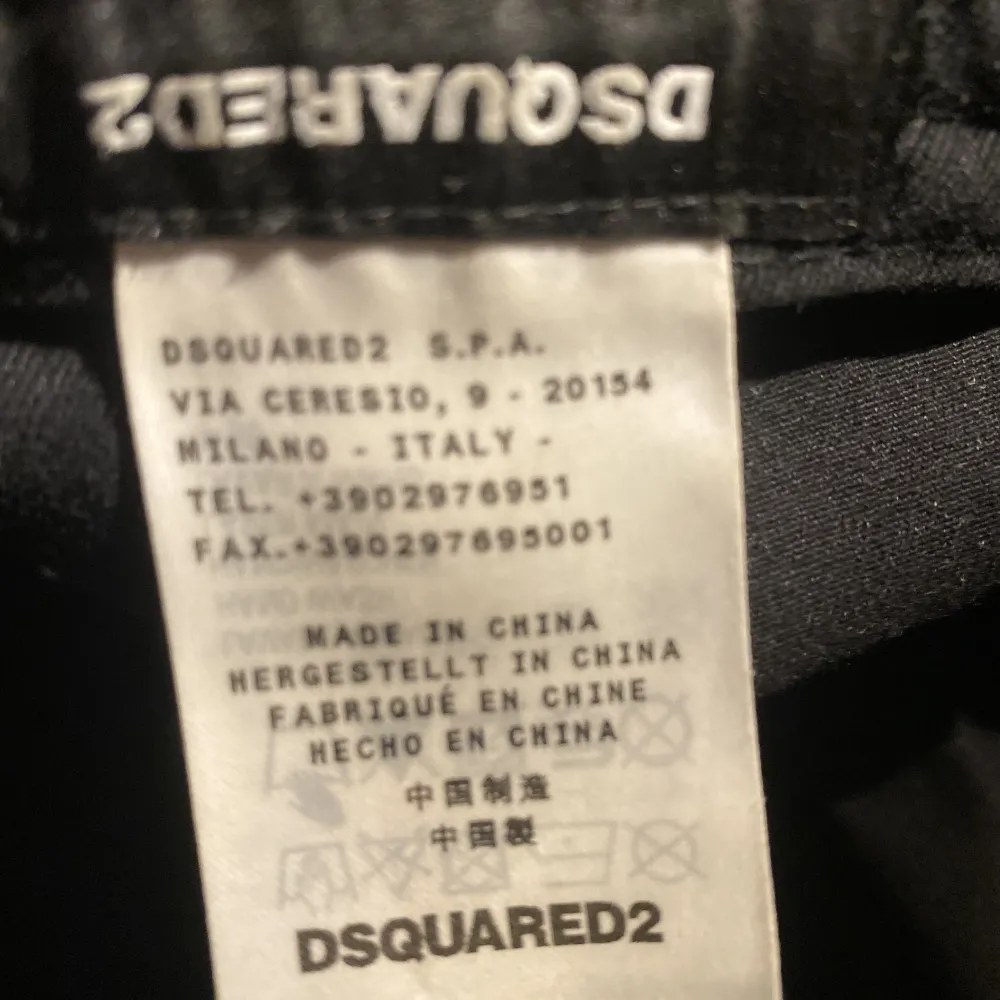 DSQUARED2
DSQUARED2 S.P.A.
VIA CERESIO, 9 - 20154
MILANO - ITALY -
TEL. +3902976951
FAX.+390297695001
MADE IN CHINA
HERGESTELLT IN CHINA
FABRIQUÉ EN CHINE
HECHO EN CHINA
中国制造
中国製
DSQUARED2